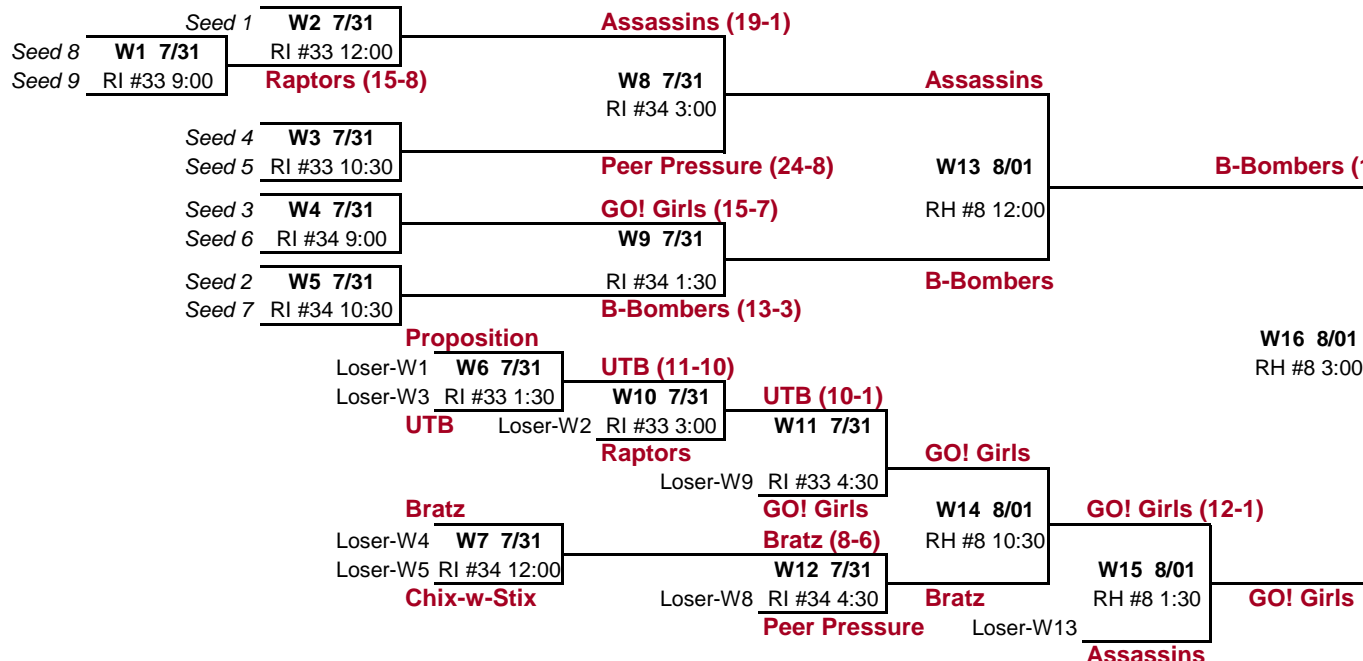 Seed 1 W2 7/31 Assassins (19-1)
Seed 8 W1 7/31 RI #33 12:00
Seed 9 RI #33 9:00 Raptors (15-8) W8 7/31 Assassins
RI #34 3:00
Seed 4 W3 7/31
Seed 5 RI #33 10:30 Peer Pressure (24-8) W13 8/01 B-Bombers (1
Seed 3 W4 7/31 GO! Girls (15-7) RH #8 12:00
Seed 6 RI #34 9:00 W9 7/31
Seed 2 W5 7/31 RI #34 1:30 B-Bombers
Seed 7 RI #34 10:30 B-Bombers (13-3)
Proposition W16 8/01
Loser-W1 W6 7/31 UTB (11-10) RH #8 3:00
Loser-W3 RI #33 1:30 W10 7/31 UTB (10-1)
UTB Loser-W2 RI #33 3:00 W11 7/31
Raptors GO! Girls
Loser-W9 RI #33 4:30
Bratz GO! Girls W14 8/01 GO! Girls (12-1)
Loser-W4 W7 7/31 Bratz (8-6) RH #8 10:30
Loser-W5 RI #34 12:00 W12 7/31 W15 8/01
Chix-w-Stix Loser-W8 RI #34 4:30 Bratz RH #8 1:30 GO! Girls
Peer Pressure Loser-W13
Assassins